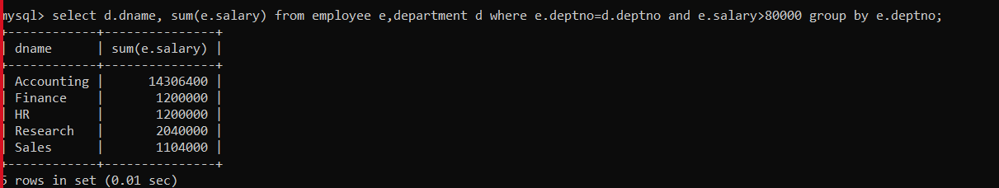 mysql> select d.dname, sum(e.salary) from employee e,department d where e.deptno=d.deptno and e.salary>80000 group by e.deptno;
+------------+---------------+
| dname      | sum(e.salary) |
+------------+---------------+
| Accounting |      14306400 |
| Finance    |       1200000 |
| HR         |       1200000 |
| Research   |       2040000 |
| Sales      |       1104000 |
+------------+---------------+
5 rows in set (0.01 sec)